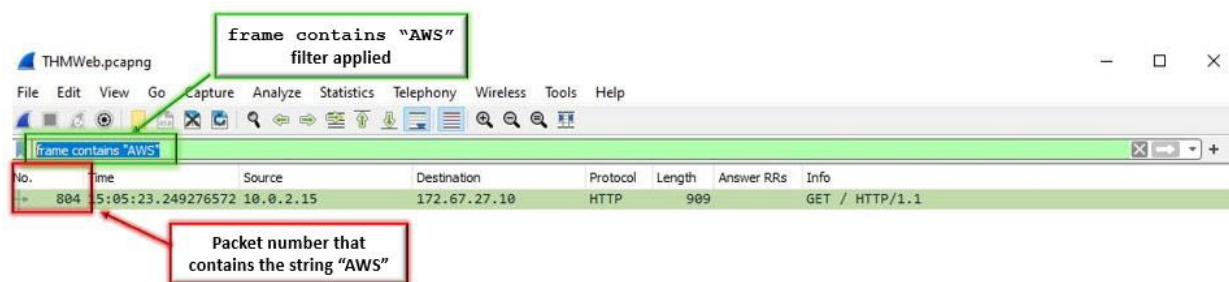 frame contains “AWS”
filter applied
THMWeb.pcapng
File Edit View Go Capture Analyze Statistics Telephony Wireless Tools Help
frame contains "AWS"
No. Time Source Destination Protocol Length Answer RRs Info
804 15:05:23.249276572 10.0.2.15 172.67.27.10 HTTP 909 GET / HTTP/1.1
Packet number that
contains the string “AWS”